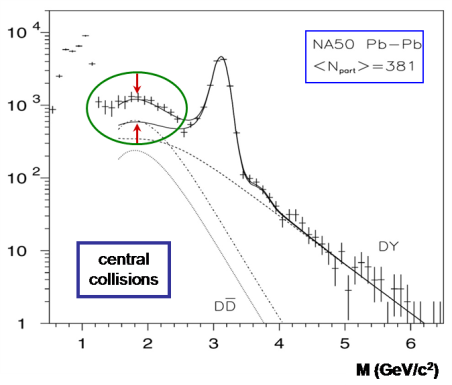 10⁴
10³
10²
10
1
NA50 Pb-Pb
<Npart>=381
central
collisions
DD̅
DY
1 2 3 4 5 6
M (GeV/c²)